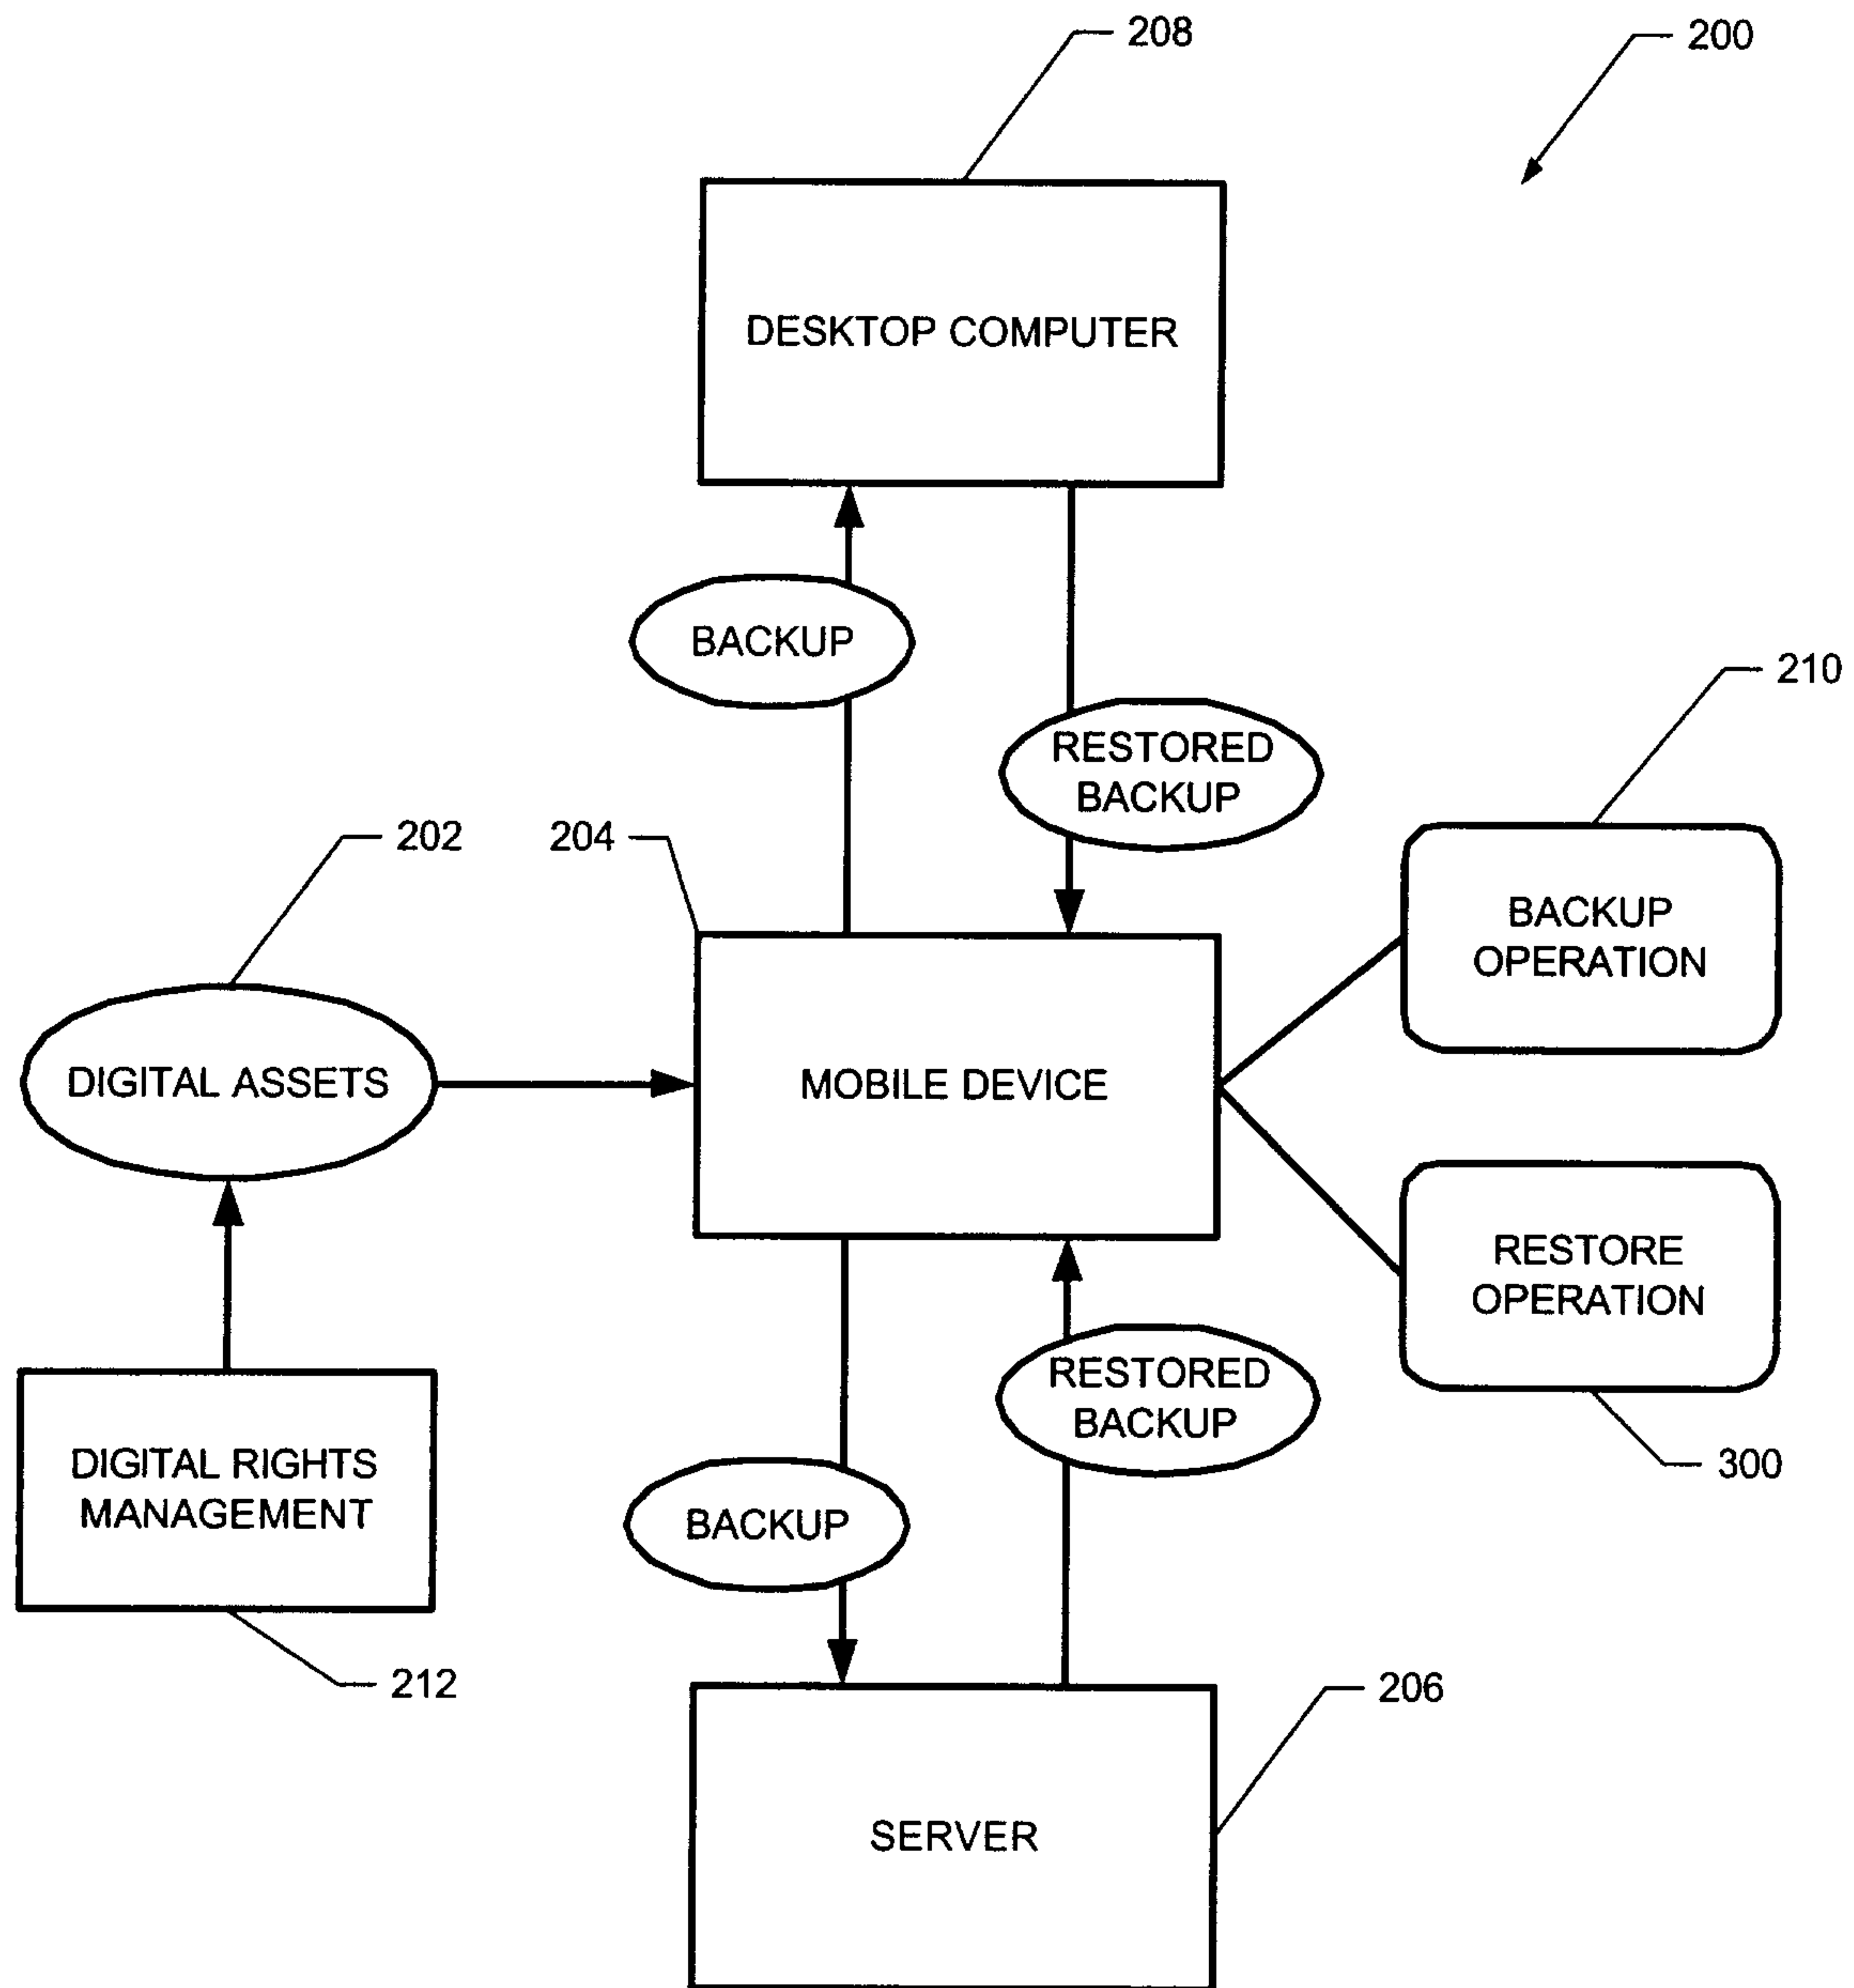 208
200
DESKTOP COMPUTER
BACKUP
210
RESTORED
BACKUP
202
204
BACKUP
OPERATION
DIGITAL ASSETS
MOBILE DEVICE
RESTORE
OPERATION
RESTORED
BACKUP
DIGITAL RIGHTS
MANAGEMENT
300
BACKUP
212
206
SERVER